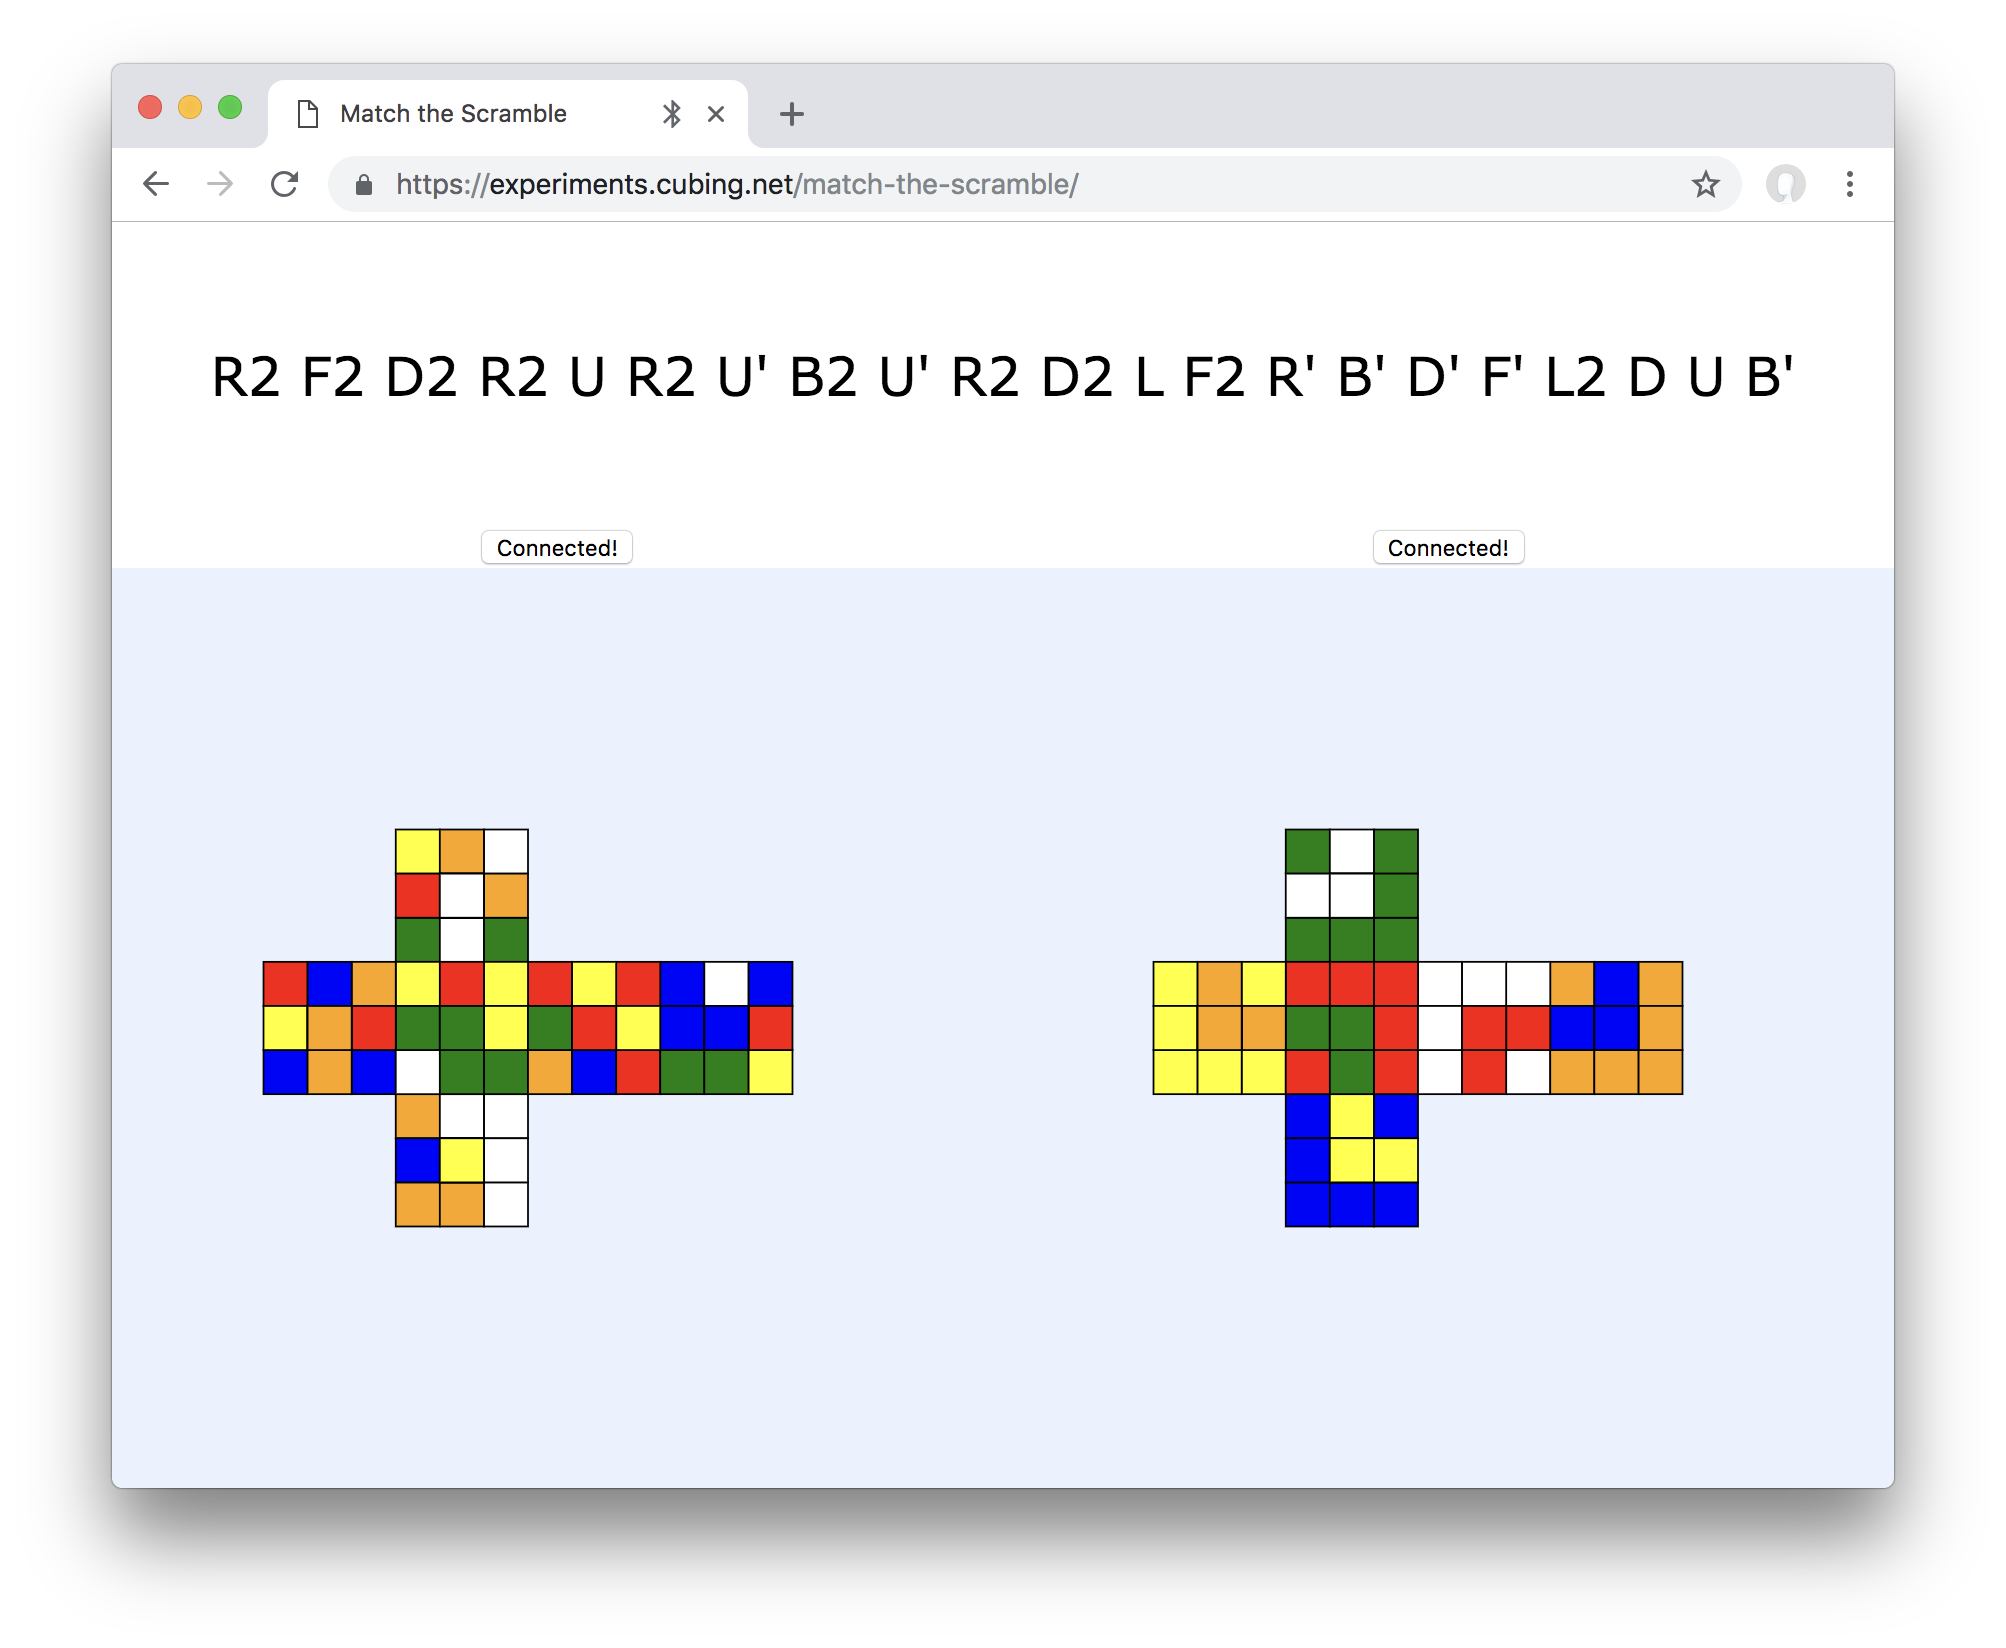 Match the Scramble
https://experiments.cubing.net/match-the-scramble/
R2 F2 D2 R2 U R2 U' B2 U' R2 D2 L F2 R' B' D' F' L2 D U B'
Connected! Connected!